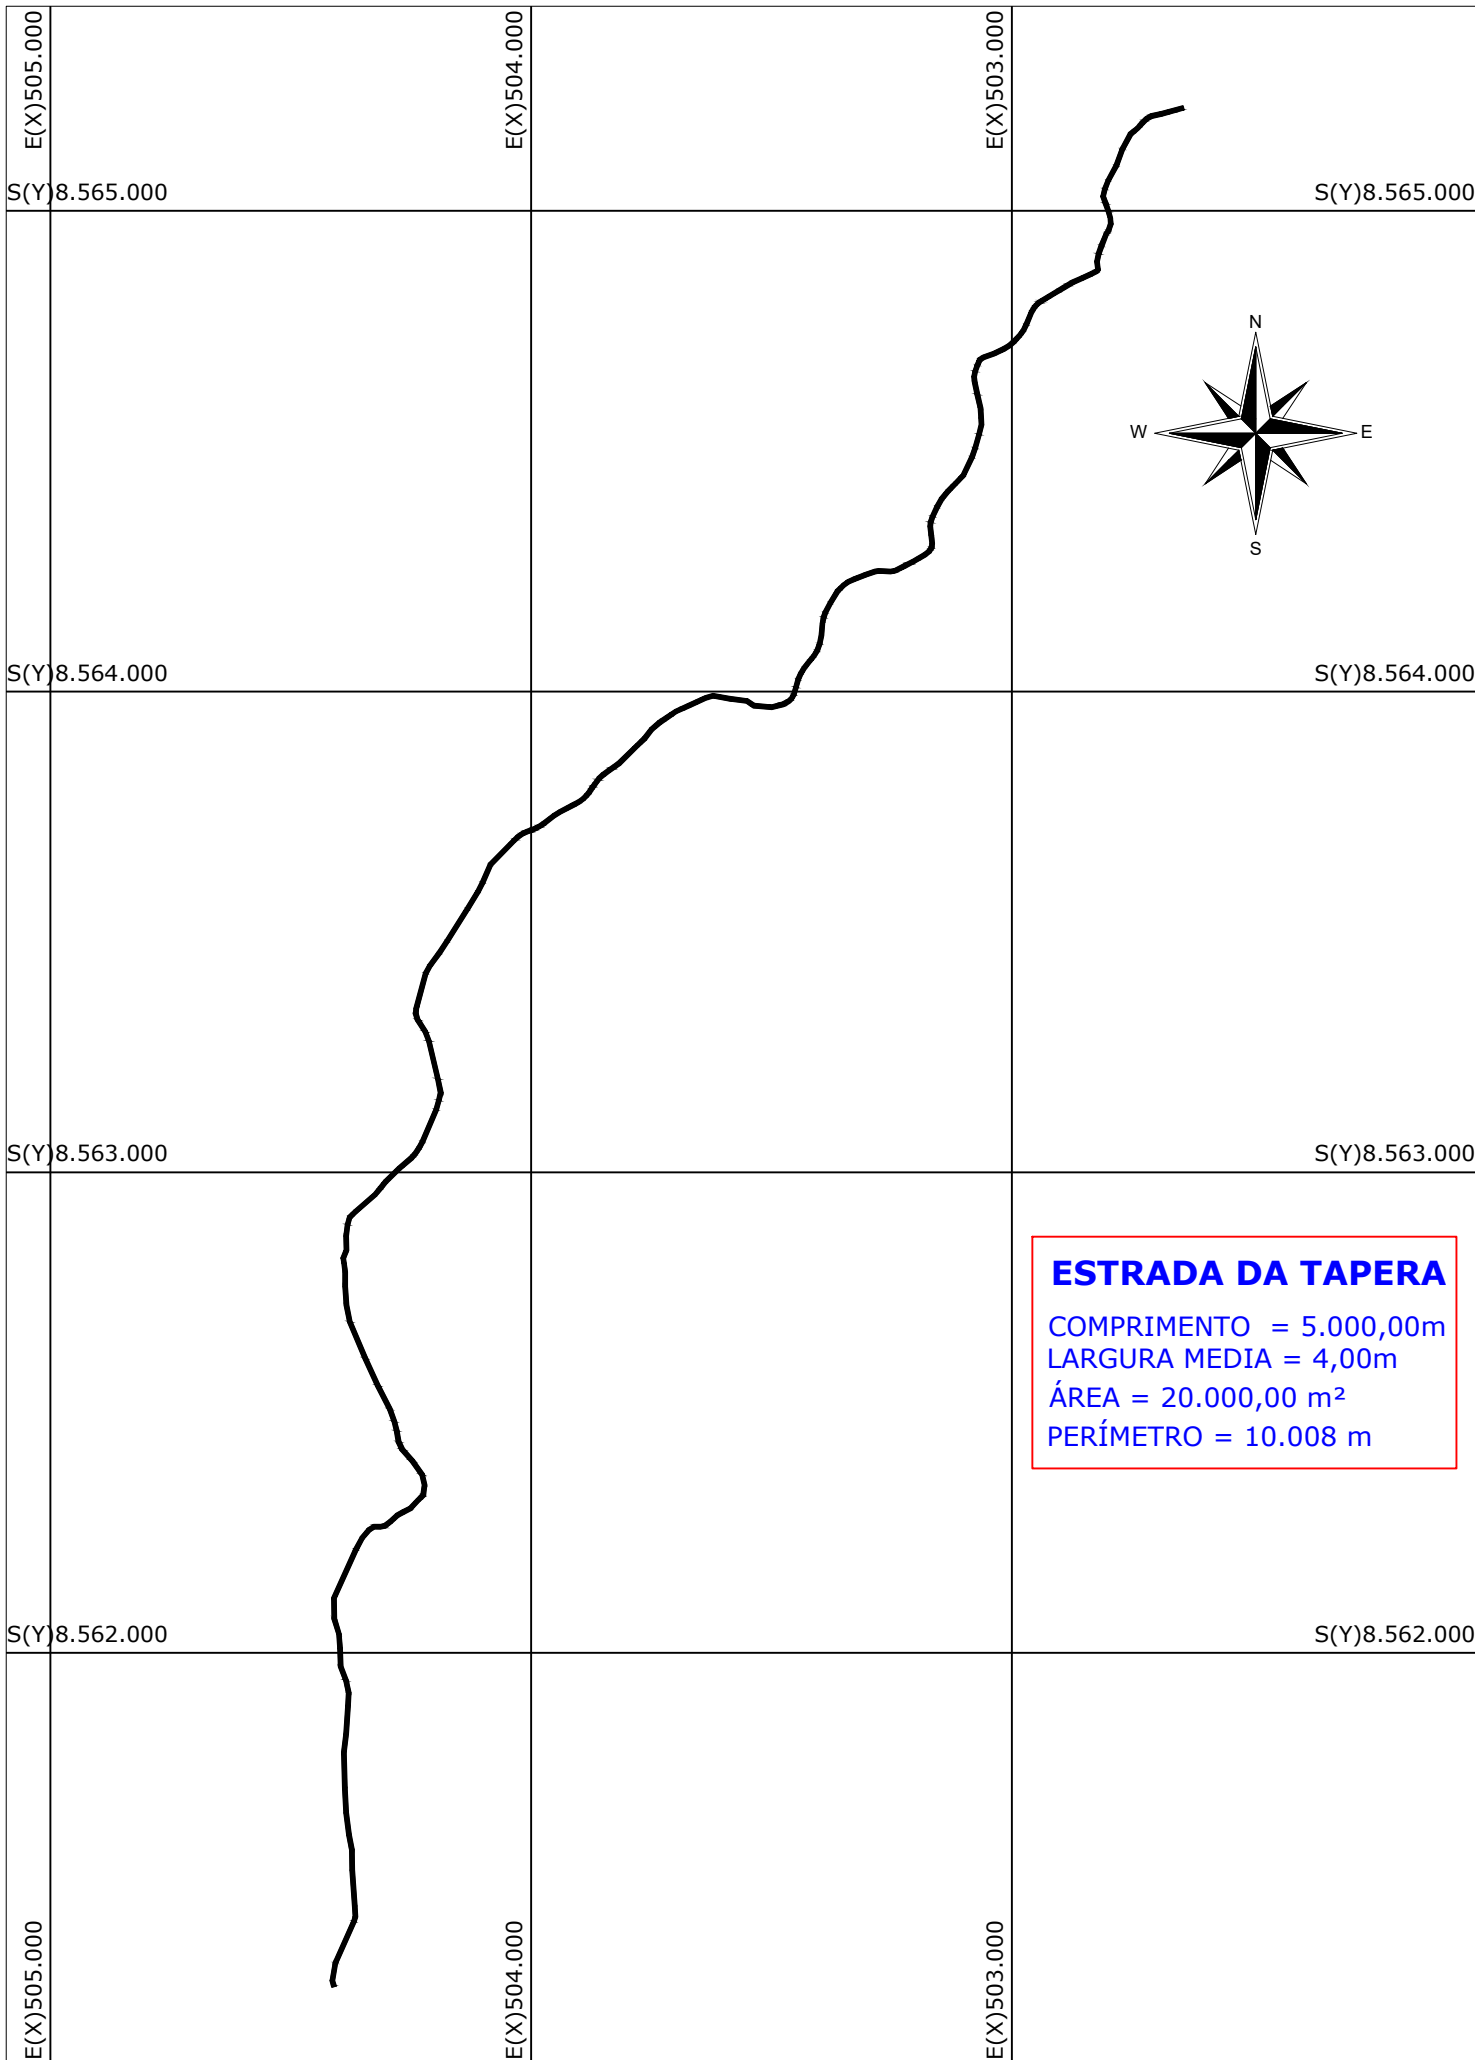 E(X)505.000
E(X)504.000
E(X)503.000
S(Y)8.565.000
S(Y)8.565.000
N
W
E
S
S(Y)8.564.000
S(Y)8.564.000
S(Y)8.563.000
S(Y)8.563.000
ESTRADA DA TAPERA
COMPRIMENTO = 5.000,00m
LARGURA MEDIA = 4,00m
ÁREA = 20.000,00 m²
PERÍMETRO = 10.008 m
S(Y)8.562.000
S(Y)8.562.000
E(X)505.000
E(X)504.000
E(X)503.000